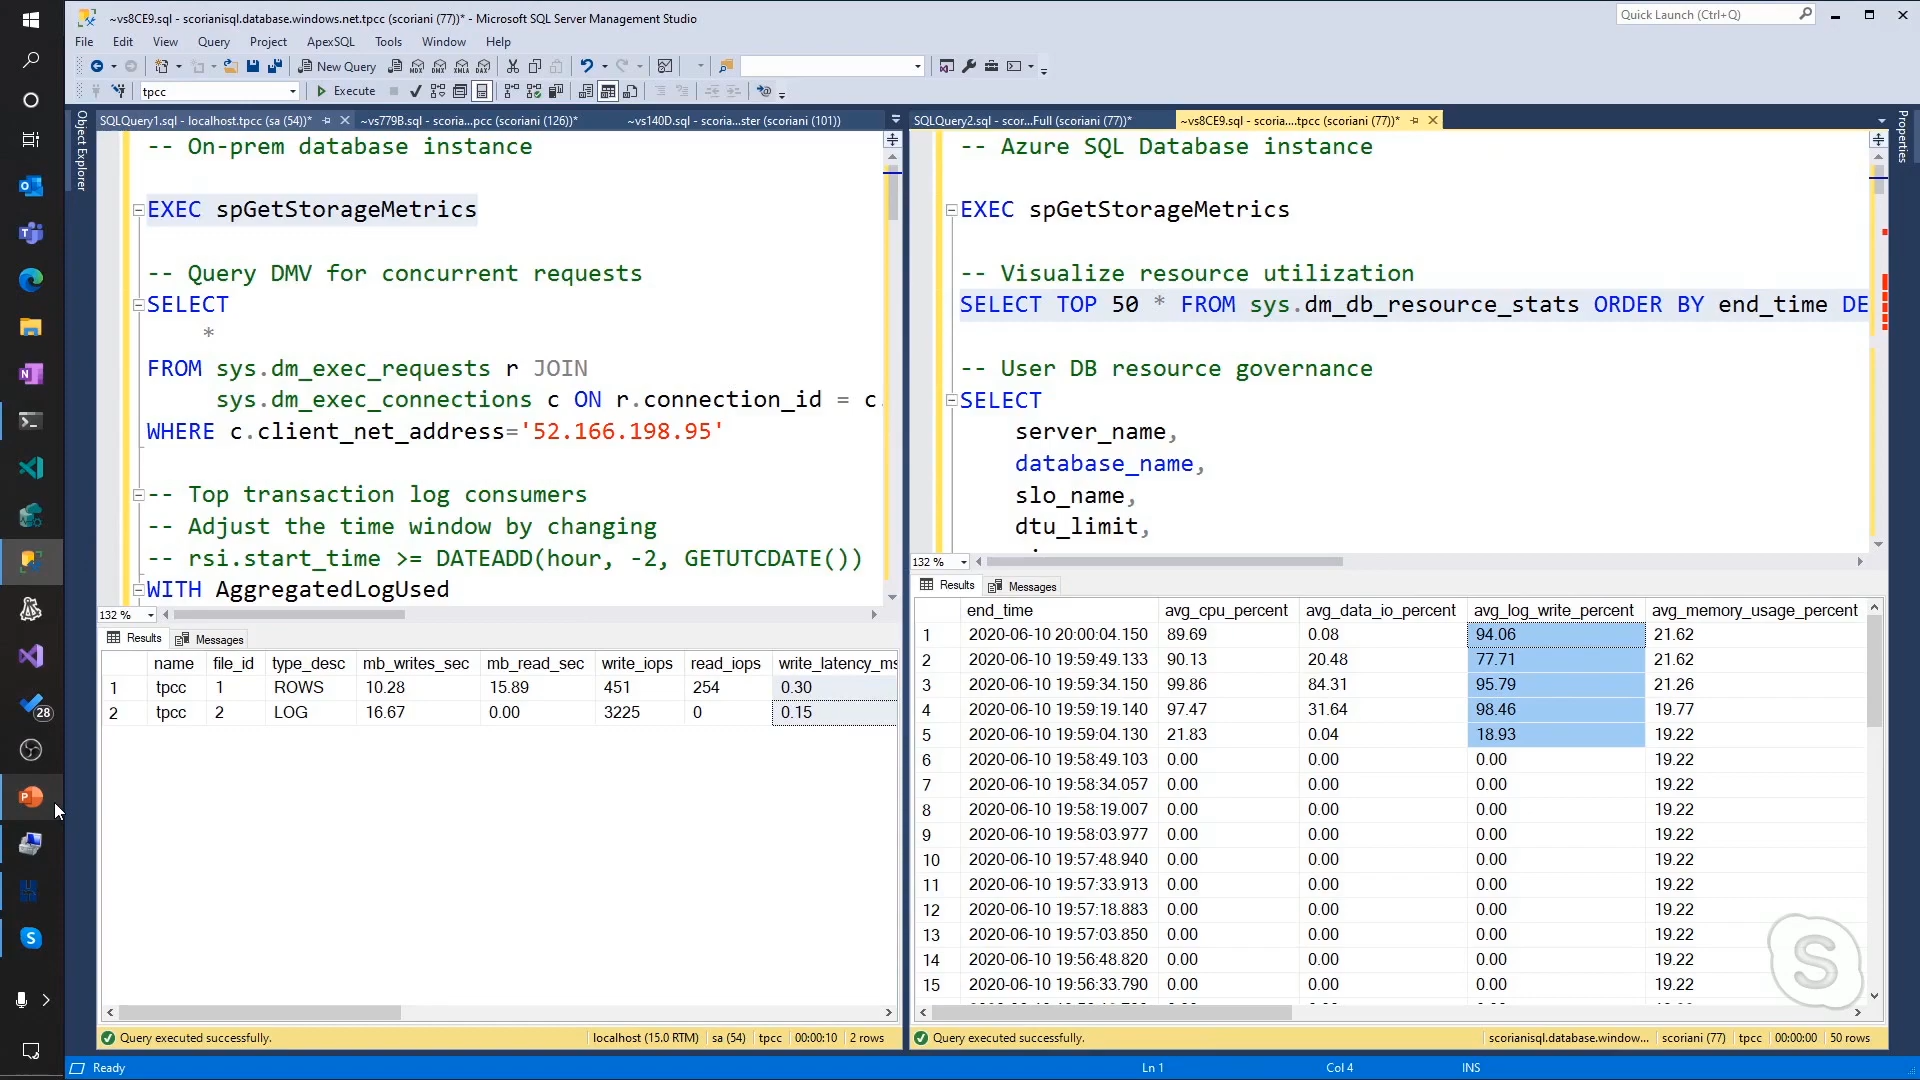 ~vs8CE9.sql - scorianisql.database.windows.net.tpcc (scoriani (77))* - Microsoft SQL Server Management Studio
Quick Launch (Ctrl+Q)
File Edit View Query Project ApexSQL Tools Window Help
New Query
MDX DMX XMLA DAX
tpcc
Execute
Object Explorer
SQLQuery1.sql - localhost.tpcc (sa (54))*
~vs779B.sql - scoria...pcc (scoriani (126))*
~vs140D.sql - scoria...ster (scoriani (101))
-- On-prem database instance
EXEC spGetStorageMetrics
-- Query DMV for concurrent requests
SELECT
*
FROM sys.dm_exec_requests r JOIN
sys.dm_exec_connections c ON r.connection_id = c.
WHERE c.client_net_address='52.166.198.95'
-- Top transaction log consumers
-- Adjust the time window by changing
-- rsi.start_time >= DATEADD(hour, -2, GETUTCDATE())
WITH AggregatedLogUsed
132 %
Results Messages
name file_id type_desc mb_writes_sec mb_read_sec write_iops read_iops write_latency_ms
1 tpcc 1 ROWS 10.28 15.89 451 254 0.30
2 tpcc 2 LOG 16.67 0.00 3225 0 0.15
Query executed successfully. localhost (15.0 RTM) sa (54) tpcc 00:00:10 2 rows
SQLQuery2.sql - scor...Full (scoriani (77))*
~vs8CE9.sql - scoria....tpcc (scoriani (77))*
Properties
-- Azure SQL Database instance
EXEC spGetStorageMetrics
-- Visualize resource utilization
SELECT TOP 50 * FROM sys.dm_db_resource_stats ORDER BY end_time DE
-- User DB resource governance
SELECT
server_name,
database_name,
slo_name,
dtu_limit,
132 %
Results Messages
end_time avg_cpu_percent avg_data_io_percent avg_log_write_percent avg_memory_usage_percent
1 2020-06-10 20:00:04.150 89.69 0.08 94.06 21.62
2 2020-06-10 19:59:49.133 90.13 20.48 77.71 21.62
3 2020-06-10 19:59:34.150 99.86 84.31 95.79 21.26
4 2020-06-10 19:59:19.140 97.47 31.64 98.46 19.77
5 2020-06-10 19:59:04.130 21.83 0.04 18.93 19.22
6 2020-06-10 19:58:49.103 0.00 0.00 0.00 19.22
7 2020-06-10 19:58:34.057 0.00 0.00 0.00 19.22
8 2020-06-10 19:58:19.007 0.00 0.00 0.00 19.22
9 2020-06-10 19:58:03.977 0.00 0.00 0.00 19.22
10 2020-06-10 19:57:48.940 0.00 0.00 0.00 19.22
11 2020-06-10 19:57:33.913 0.00 0.00 0.00 19.22
12 2020-06-10 19:57:18.883 0.00 0.00 0.00 19.22
13 2020-06-10 19:57:03.850 0.00 0.00 0.00 19.22
14 2020-06-10 19:56:48.820 0.00 0.00 0.00 19.22
15 2020-06-10 19:56:33.790 0.00 0.00 0.00 19.22
Query executed successfully. scorianisql.database.window... scoriani (77) tpcc 00:00:00 50 rows
28
Ready Ln 1 Col 4 INS